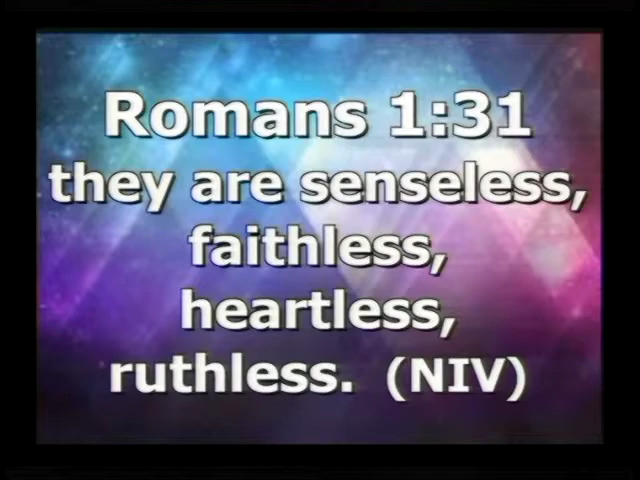 Romans 1:31
they are senseless,
faithless,
heartless,
ruthless. (NIV)